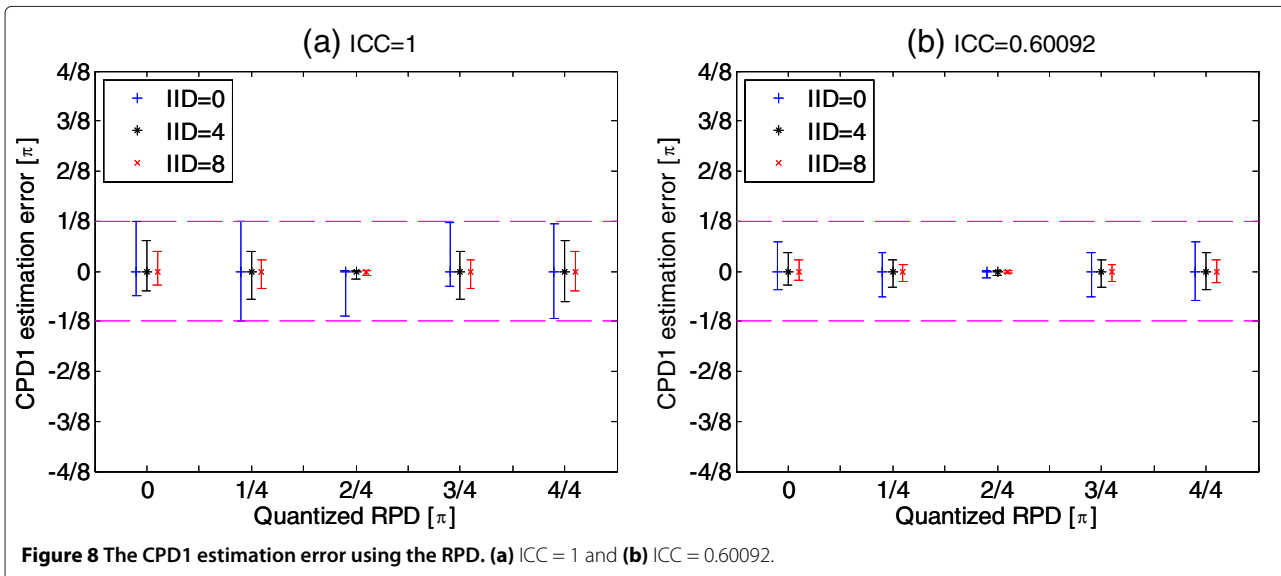 (a) ICC=1
CPD1 estimation error [π]
4/8
3/8
2/8
1/8
0
-1/8
-2/8
-3/8
-4/8
IID=0
IID=4
IID=8
0 1/4 2/4 3/4 4/4
Quantized RPD [π]
(b) ICC=0.60092
CPD1 estimation error [π]
4/8
3/8
2/8
1/8
0
-1/8
-2/8
-3/8
-4/8
IID=0
IID=4
IID=8
0 1/4 2/4 3/4 4/4
Quantized RPD [π]
Figure 8 The CPD1 estimation error using the RPD. (a) ICC = 1 and (b) ICC = 0.60092.